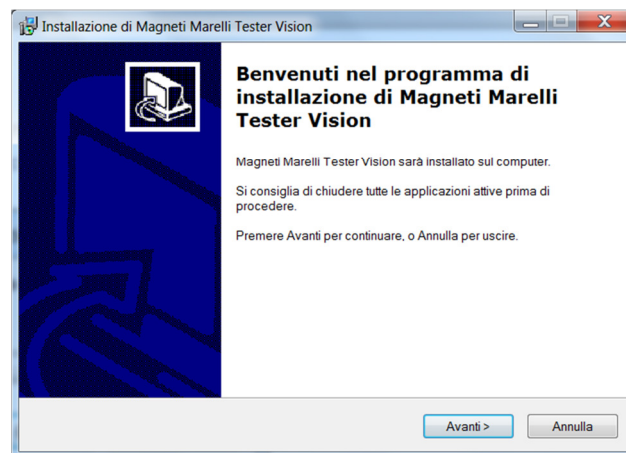 Installazione di Magneti Marelli Tester Vision
Benvenuti nel programma di
installazione di Magneti Marelli
Tester Vision
Magneti Marelli Tester Vision sarà installato sul computer.
Si consiglia di chiudere tutte le applicazioni attive prima di
procedere.
Premere Avanti per continuare, o Annulla per uscire.
Avanti >
Annulla